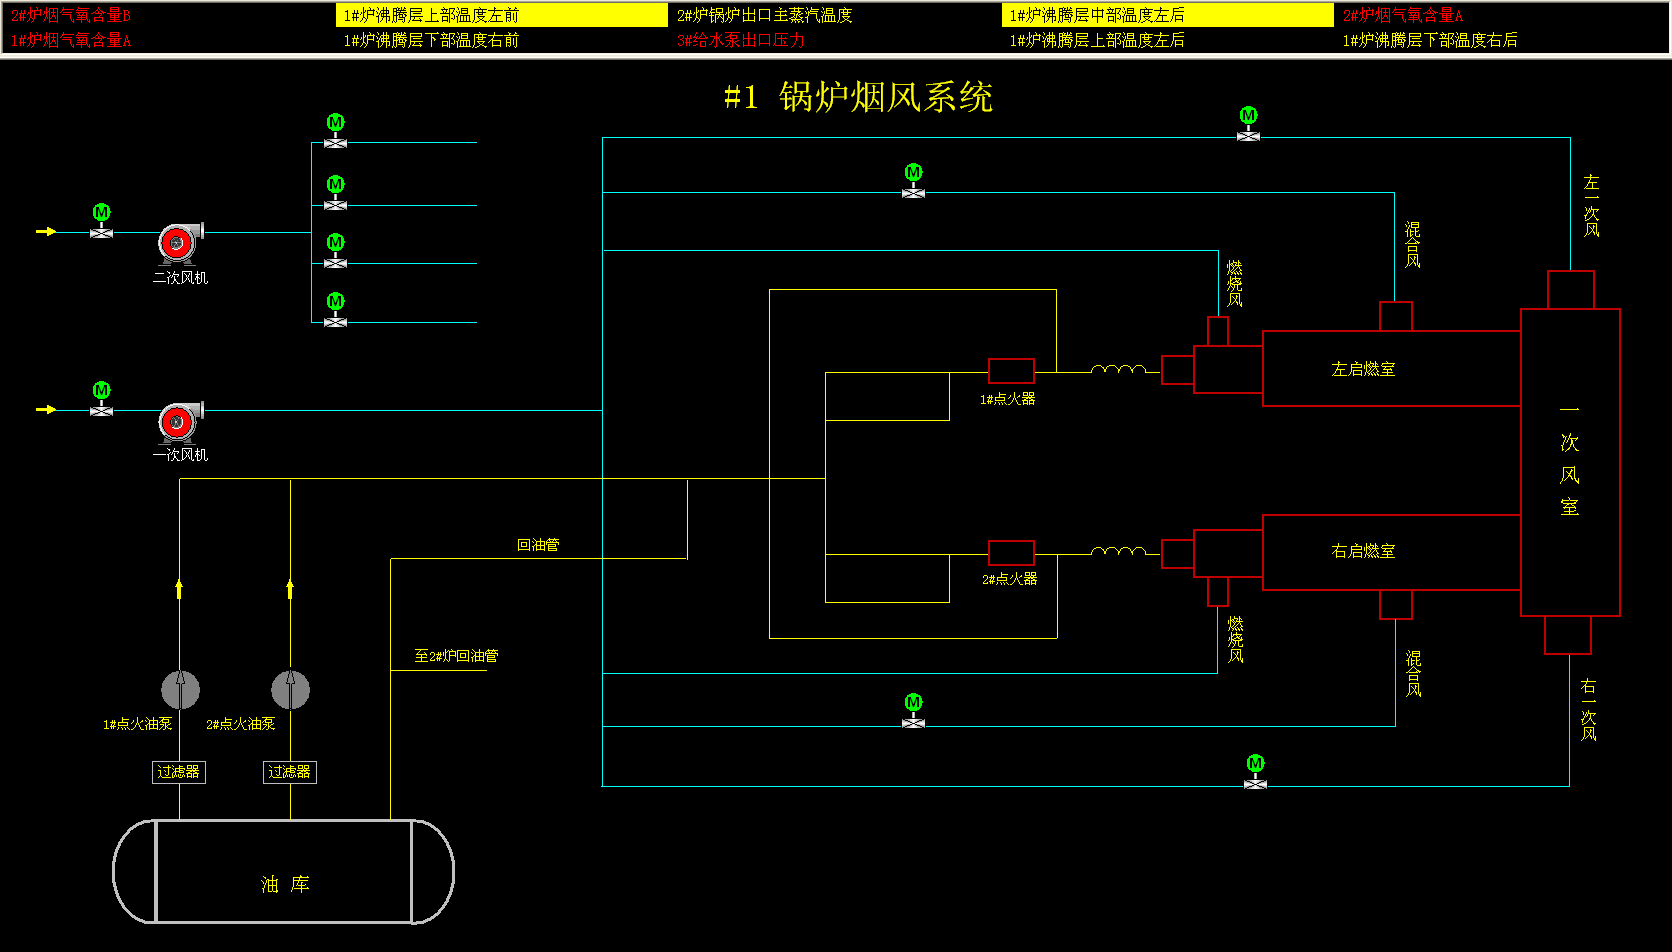 2#炉烟气氧含量B
1#炉沸腾层上部温度左前
2#炉锅炉出口主蒸汽温度
1#炉沸腾层中部温度左后
2#炉烟气氧含量A
1#炉烟气氧含量A
1#炉沸腾层下部温度右前
3#给水泵出口压力
1#炉沸腾层上部温度左后
1#炉沸腾层下部温度右后
#1 锅炉烟风系统
M
M
M
M
M
M
二次风机
M
M
一次风机
左一次风
混合风
燃烧风
左启燃室
1#点火器
一次风室
右启燃室
2#点火器
回油管
燃烧风
混合风
右一次风
至2#炉回油管
M
M
1#点火油泵
2#点火油泵
过滤器
过滤器
油 库